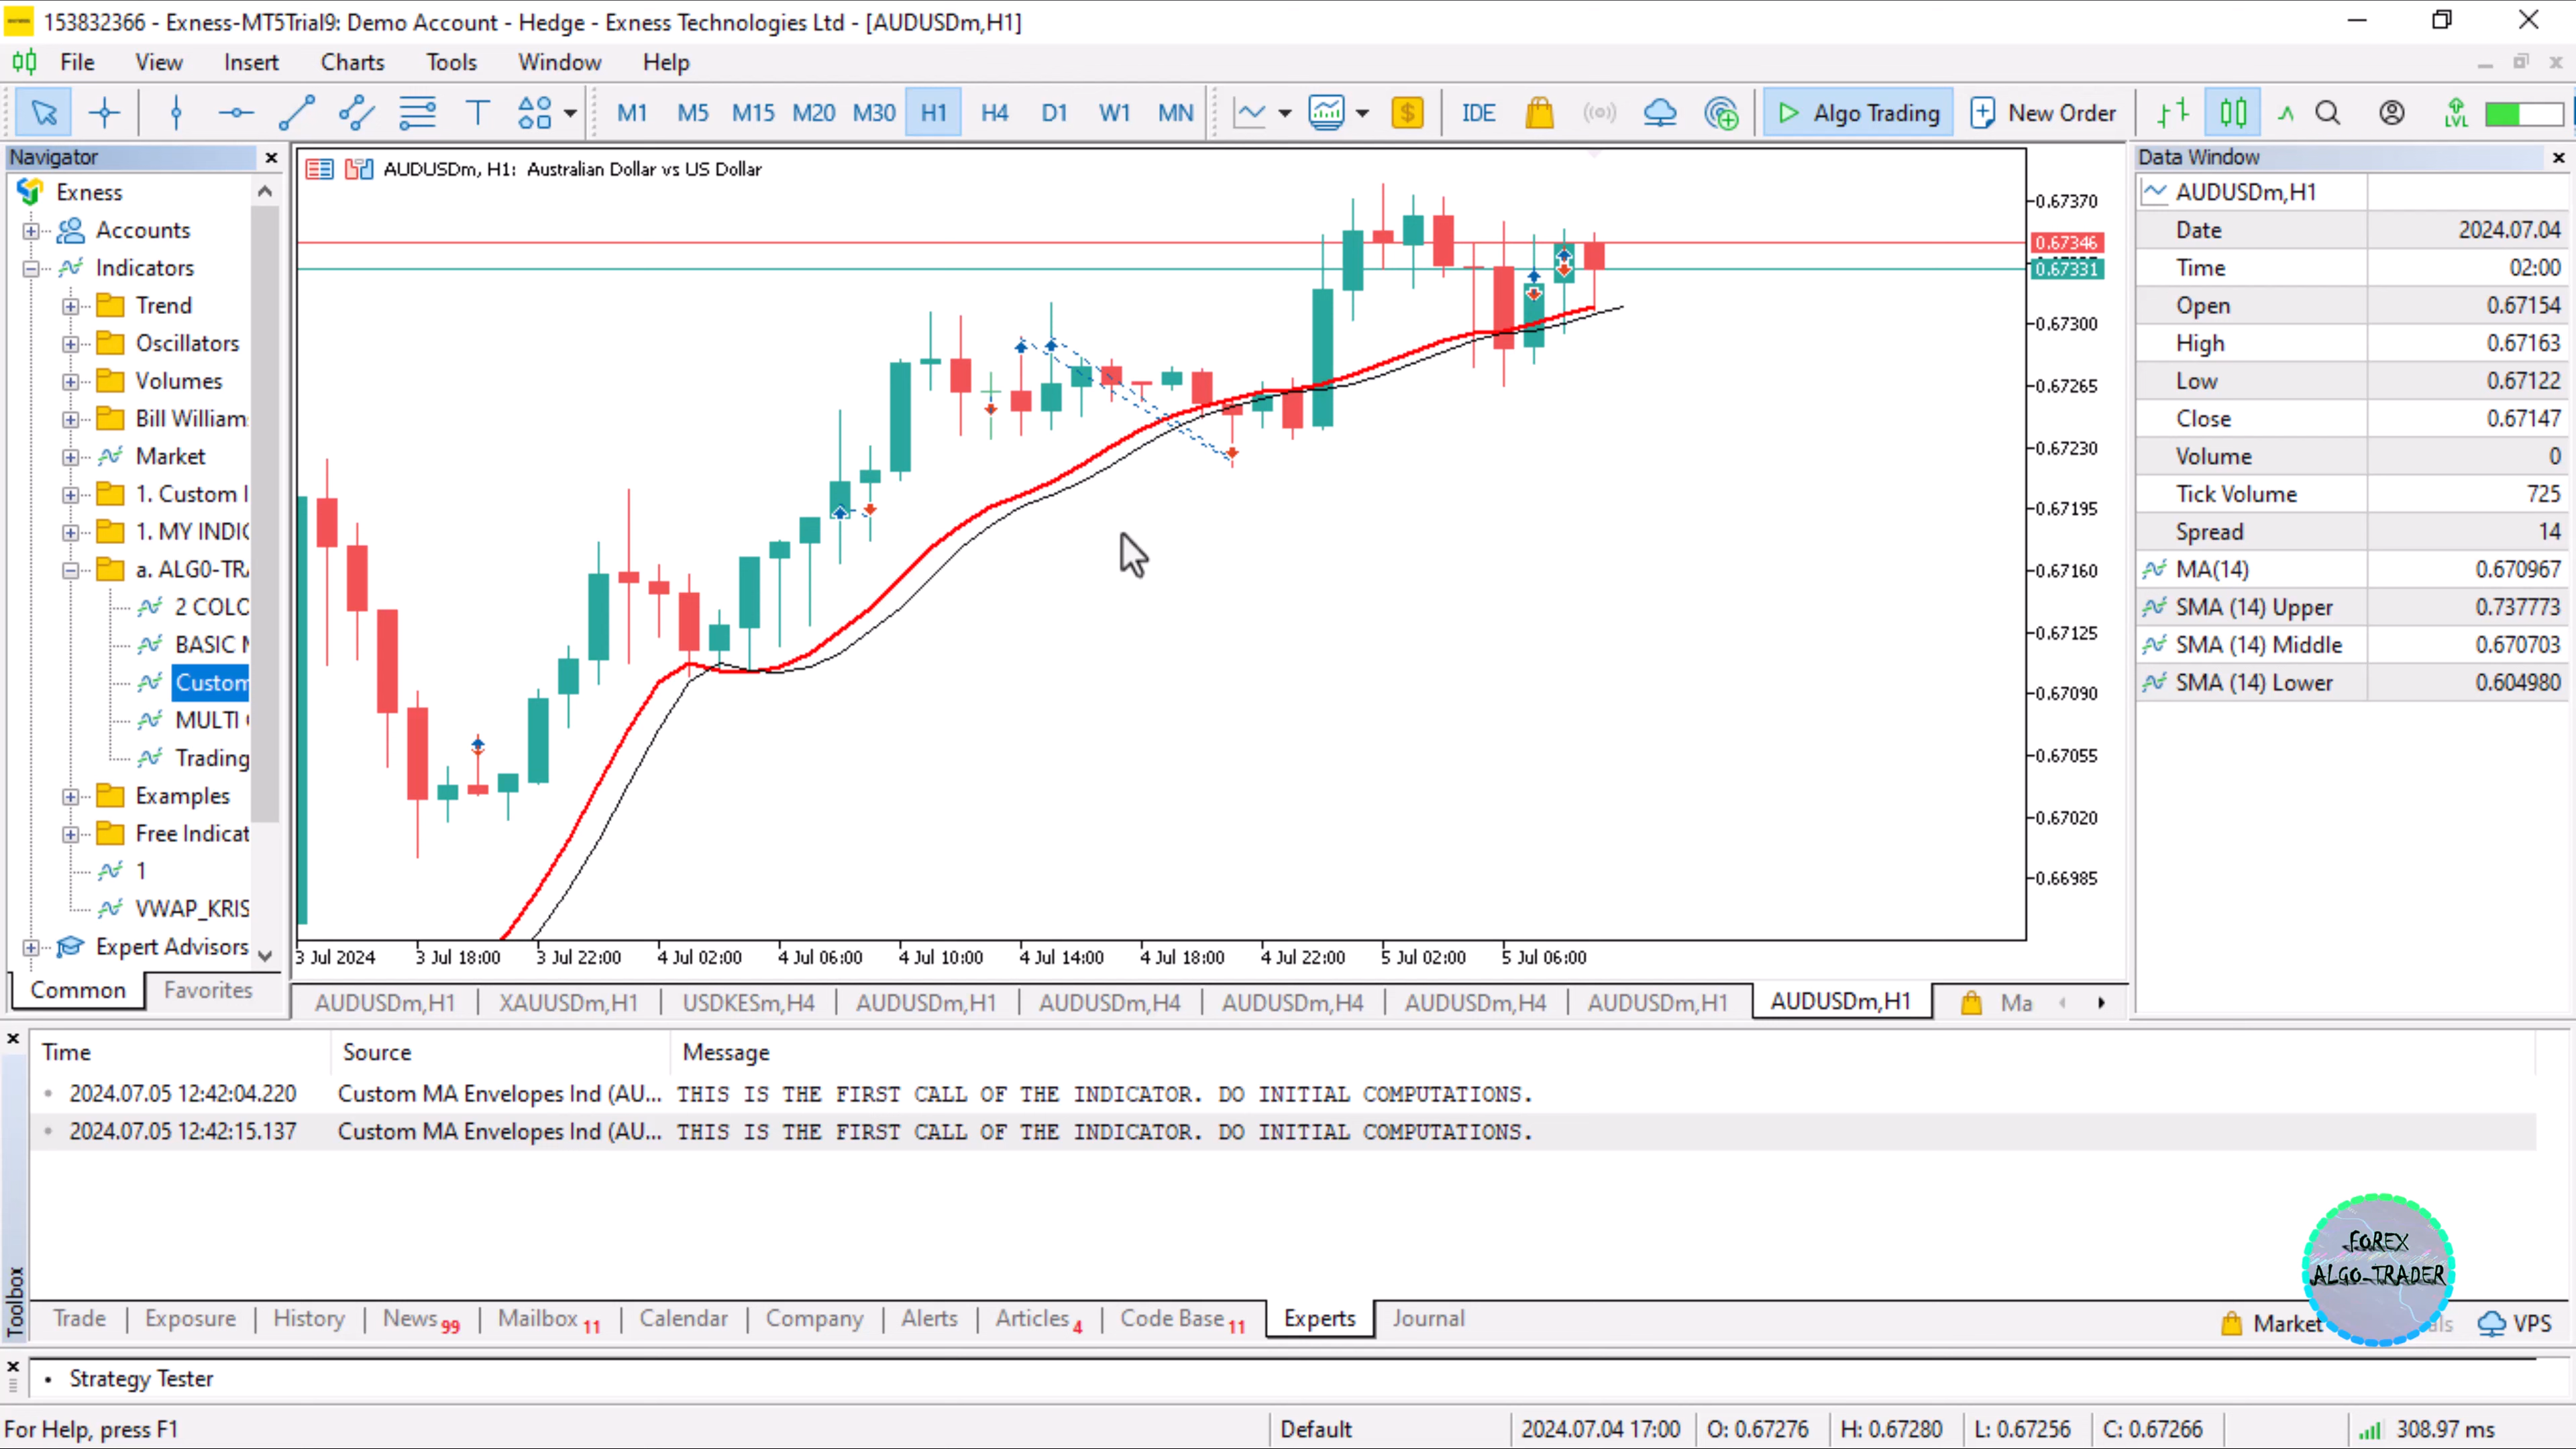 153832366 - Exness-MT5Trial9: Demo Account - Hedge - Exness Technologies Ltd - [AUDUSDm,H1]
File View Insert Charts Tools Window Help
M1 M5 M15 M20 M30 H1 H4 D1 W1 MN IDE Algo Trading New Order LVL
Navigator
Exness
Accounts
Indicators
Trend
Oscillators
Volumes
Bill William
Market
1. Custom I
1. MY INDI
a. ALG0-TR
2 COLO
BASIC
Custom
MULTI
Trading
Examples
Free Indicat
1
VWAP_KRIS
Expert Advisors
Common Favorites
AUDUSDm, H1: Australian Dollar vs US Dollar
0.67370
0.67346
0.67331
0.67300
0.67265
0.67230
0.67195
0.67160
0.67125
0.67090
0.67055
0.67020
0.66985
3 Jul 2024 3 Jul 18:00 3 Jul 22:00 4 Jul 02:00 4 Jul 06:00 4 Jul 10:00 4 Jul 14:00 4 Jul 18:00 4 Jul 22:00 5 Jul 02:00 5 Jul 06:00
AUDUSDm,H1 XAUUSDm,H1 USDKESm,H4 AUDUSDm,H1 AUDUSDm,H4 AUDUSDm,H4 AUDUSDm,H4 AUDUSDm,H1 AUDUSDm,H1 Ma
Data Window
AUDUSDm,H1
Date 2024.07.04
Time 02:00
Open 0.67154
High 0.67163
Low 0.67122
Close 0.67147
Volume 0
Tick Volume 725
Spread 14
MA(14) 0.670967
SMA (14) Upper 0.737773
SMA (14) Middle 0.670703
SMA (14) Lower 0.604980
Time Source Message
2024.07.05 12:42:04.220 Custom MA Envelopes Ind (AU... THIS IS THE FIRST CALL OF THE INDICATOR. DO INITIAL COMPUTATIONS.
2024.07.05 12:42:15.137 Custom MA Envelopes Ind (AU... THIS IS THE FIRST CALL OF THE INDICATOR. DO INITIAL COMPUTATIONS.
Toolbox
FOREX
ALGO-TRADER
Trade Exposure History News 99 Mailbox 11 Calendar Company Alerts Articles 4 Code Base 11 Experts Journal Market als VPS
Strategy Tester
For Help, press F1 Default 2024.07.04 17:00 O: 0.67276 H: 0.67280 L: 0.67256 C: 0.67266 308.97 ms